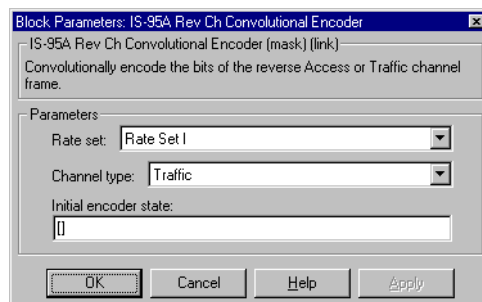 Block Parameters: IS-95A Rev Ch Convolutional Encoder
IS-95A Rev Ch Convolutional Encoder (mask) (link)
Convolutionally encode the bits of the reverse Access or Traffic channel
frame.
Parameters
Rate set: Rate Set I
Channel type: Traffic
Initial encoder state:
[]
OK Cancel Help Apply